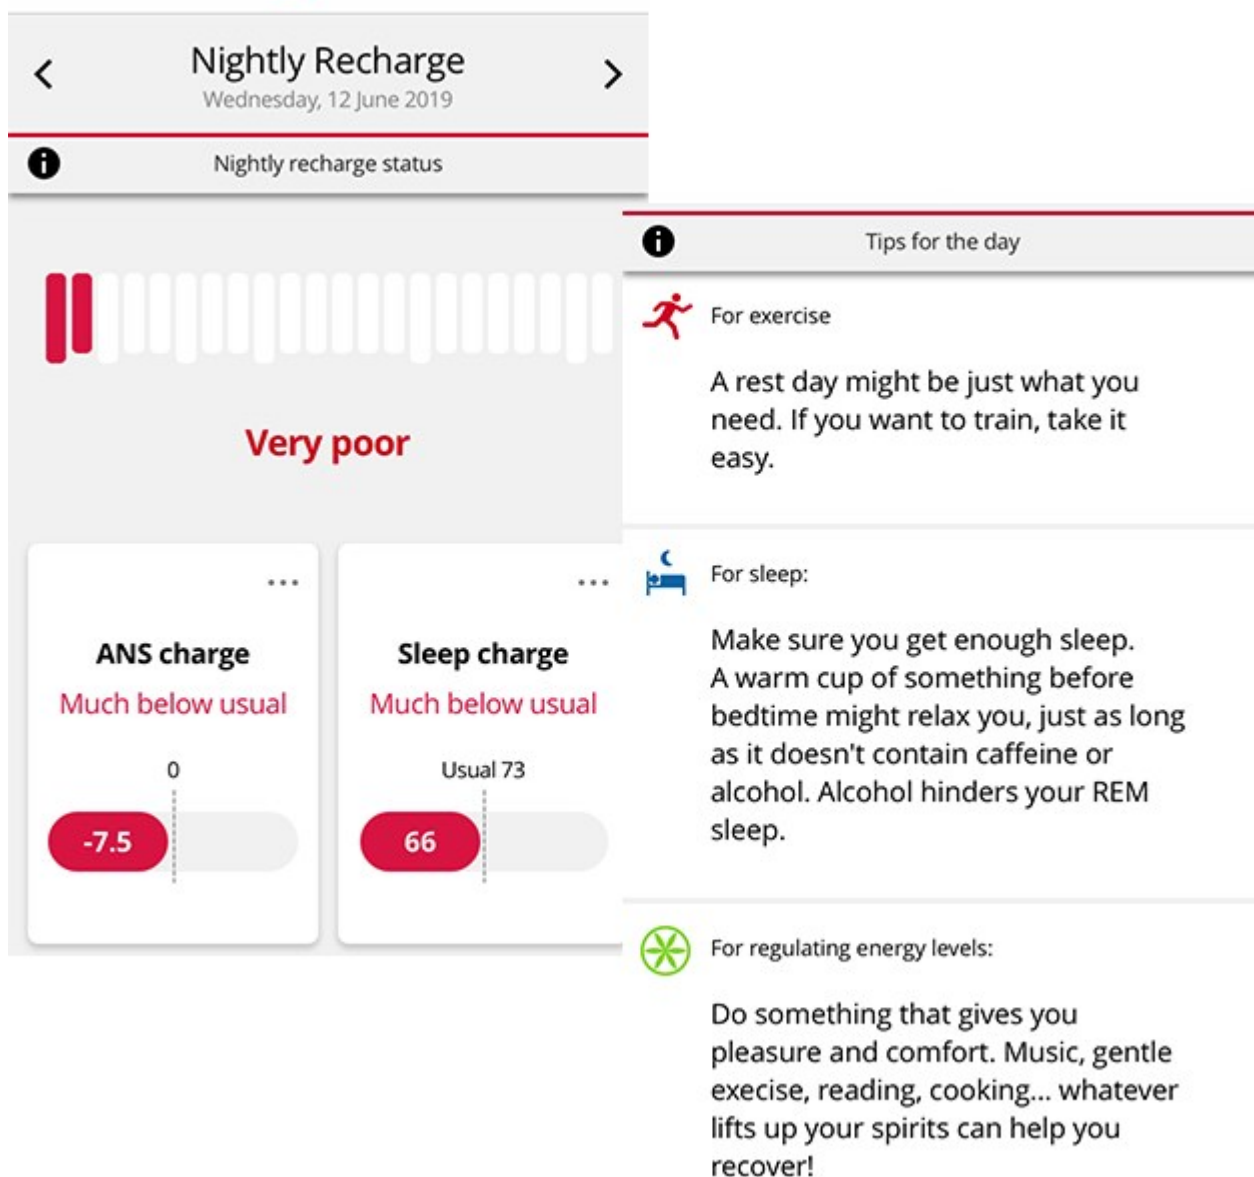 Nightly Recharge
Wednesday, 12 June 2019
Nightly recharge status
Very poor
ANS charge
Much below usual
0
-7.5
Sleep charge
Much below usual
Usual 73
66
Tips for the day
For exercise
A rest day might be just what you
need. If you want to train, take it
easy.
For sleep:
Make sure you get enough sleep.
A warm cup of something before
bedtime might relax you, just as long
as it doesn't contain caffeine or
alcohol. Alcohol hinders your REM
sleep.
For regulating energy levels:
Do something that gives you
pleasure and comfort. Music, gentle
execise, reading, cooking... whatever
lifts up your spirits can help you
recover!